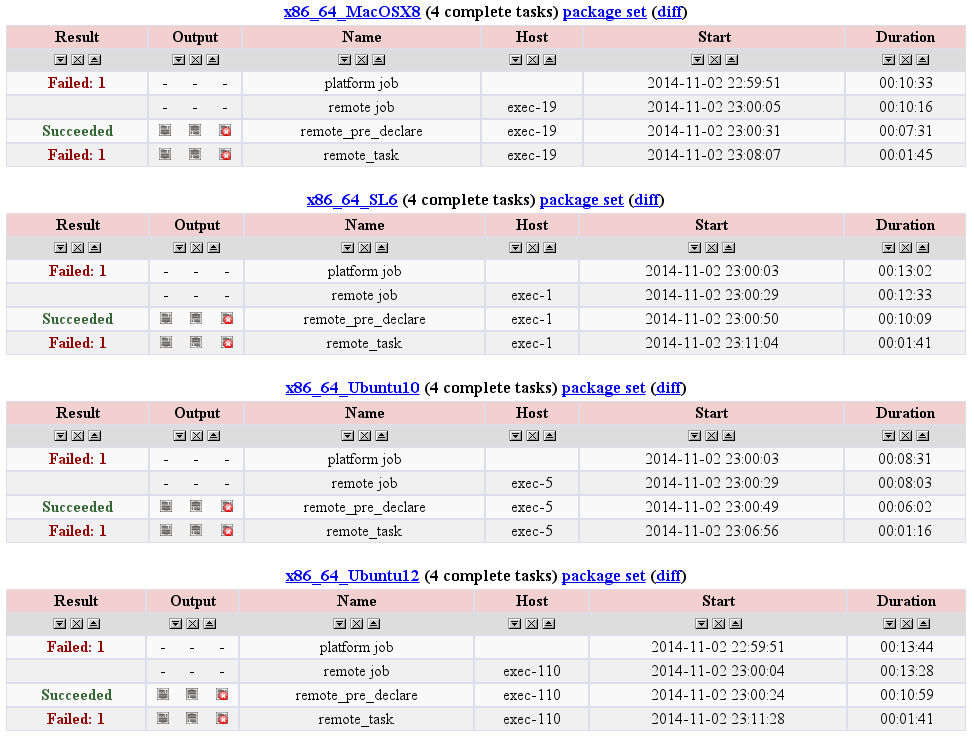 x86_64_MacOSX8 (4 complete tasks) package set (diff)
Result Output Name Host Start Duration
Failed: 1 - - - platform job 2014-11-02 22:59:51 00:10:33
- - - remote job exec-19 2014-11-02 23:00:05 00:10:16
Succeeded remote_pre_declare exec-19 2014-11-02 23:00:31 00:07:31
Failed: 1 remote_task exec-19 2014-11-02 23:08:07 00:01:45
x86_64_SL6 (4 complete tasks) package set (diff)
Result Output Name Host Start Duration
Failed: 1 - - - platform job 2014-11-02 23:00:03 00:13:02
- - - remote job exec-1 2014-11-02 23:00:29 00:12:33
Succeeded remote_pre_declare exec-1 2014-11-02 23:00:50 00:10:09
Failed: 1 remote_task exec-1 2014-11-02 23:11:04 00:01:41
x86_64_Ubuntu10 (4 complete tasks) package set (diff)
Result Output Name Host Start Duration
Failed: 1 - - - platform job 2014-11-02 23:00:03 00:08:31
- - - remote job exec-5 2014-11-02 23:00:29 00:08:03
Succeeded remote_pre_declare exec-5 2014-11-02 23:00:49 00:06:02
Failed: 1 remote_task exec-5 2014-11-02 23:06:56 00:01:16
x86_64_Ubuntu12 (4 complete tasks) package set (diff)
Result Output Name Host Start Duration
Failed: 1 - - - platform job 2014-11-02 22:59:51 00:13:44
- - - remote job exec-110 2014-11-02 23:00:04 00:13:28
Succeeded remote_pre_declare exec-110 2014-11-02 23:00:24 00:10:59
Failed: 1 remote_task exec-110 2014-11-02 23:11:28 00:01:41